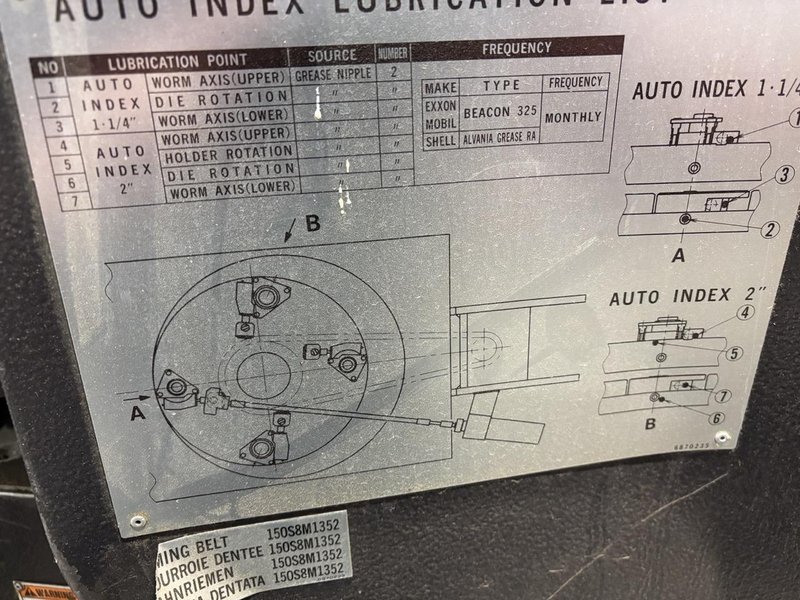 AUTO INDEX LUBRICATION LIST
NO LUBRICATION POINT SOURCE NUMBER FREQUENCY
1 WORM AXIS(UPPER) GREASE NIPPLE 2
2 DIE ROTATION " "
3 WORM AXIS(LOWER) " "
AUTO INDEX 1·1/4"
4 WORM AXIS(UPPER) " "
5 HOLDER ROTATION " "
6 DIE ROTATION " "
7 WORM AXIS(LOWER) " "
AUTO INDEX 2"
MAKE TYPE FREQUENCY
EXXON MOBIL BEACON 325 MONTHLY
SHELL ALVANIA GREASE RA
AUTO INDEX 1·1/4
1
3
2
A
B
A
AUTO INDEX 2"
4
5
7
6
B
6870235
MING BELT 150S8M1352
OURROIE DENTEE 150S8M1352
AHNRIEMEN 150S8M1352
A DENTATA 150S8M1352
WARNING